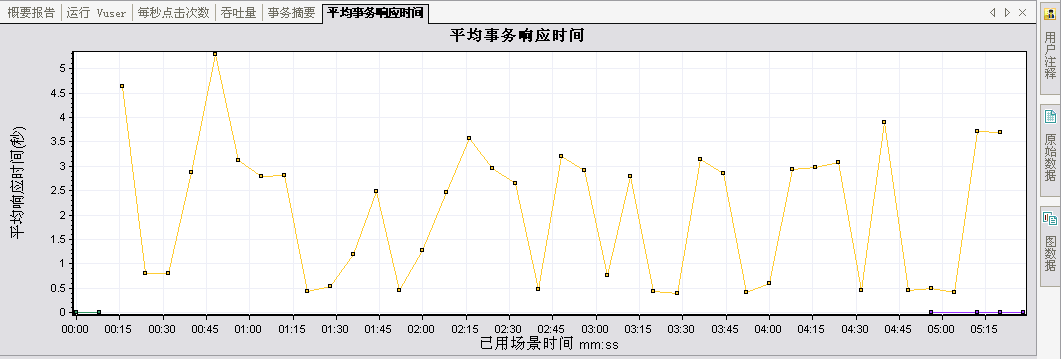 概要报告 运行 Vuser 每秒点击次数 吞吐量 事务摘要 平均事务响应时间
平均事务响应时间
平均响应时间(秒)
5
4.5
4
3.5
3
2.5
2
1.5
1
0.5
0
00:00 00:15 00:30 00:45 01:00 01:15 01:30 01:45 02:00 02:15 02:30 02:45 03:00 03:15 03:30 03:45 04:00 04:15 04:30 04:45 05:00 05:15
已用场景时间 mm:ss
用户注释
原始数据
图数据